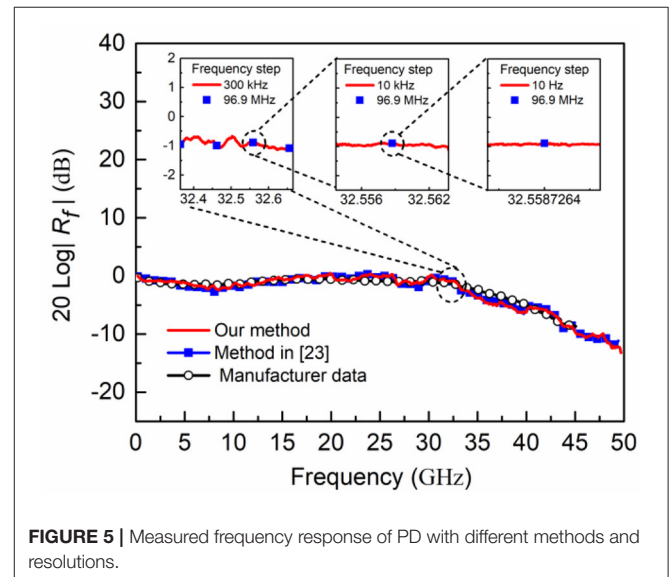 40
30
20
10
0
-10
-20
20 Log| Rf | (dB)
2
1
0
-1
-2
Frequency step
300 kHz
96.9 MHz
32.4 32.5 32.6
Frequency step
10 kHz
96.9 MHz
32.556 32.562
Frequency step
10 Hz
96.9 MHz
32.5587264
Our method
Method in [23]
Manufacturer data
0 5 10 15 20 25 30 35 40 45 50
Frequency (GHz)
FIGURE 5 | Measured frequency response of PD with different methods and
resolutions.